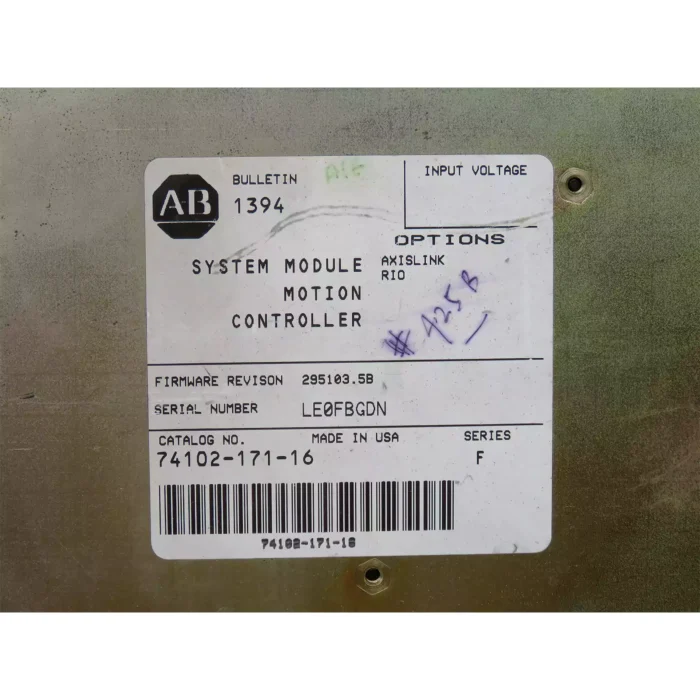 AB
BULLETIN
1394
INPUT VOLTAGE
OPTIONS
AXISLINK
RIO
SYSTEM MODULE
MOTION
CONTROLLER
# 425B
FIRMWARE REVISON 295103.5B
SERIAL NUMBER LE0FBGDN
CATALOG NO. MADE IN USA SERIES
74102-171-16 F
74102-171-16